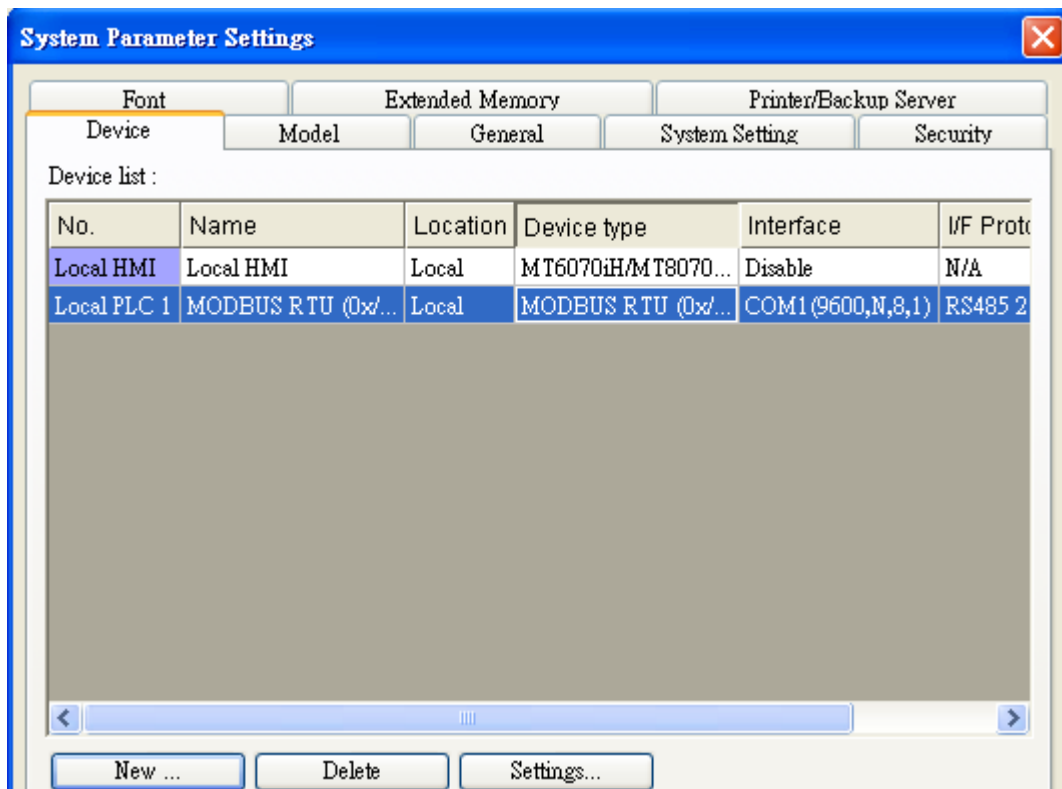 System Parameter Settings
Font Extended Memory Printer/Backup Server
Device Model General System Setting Security
Device list :
No. Name Location Device type Interface I/F Proto
Local HMI Local HMI Local MT6070iH/MT8070... Disable N/A
Local PLC 1 MODBUS RTU (0x/... Local MODBUS RTU (0x/... COM1(9600,N,8,1) RS485 2
New ... Delete Settings...